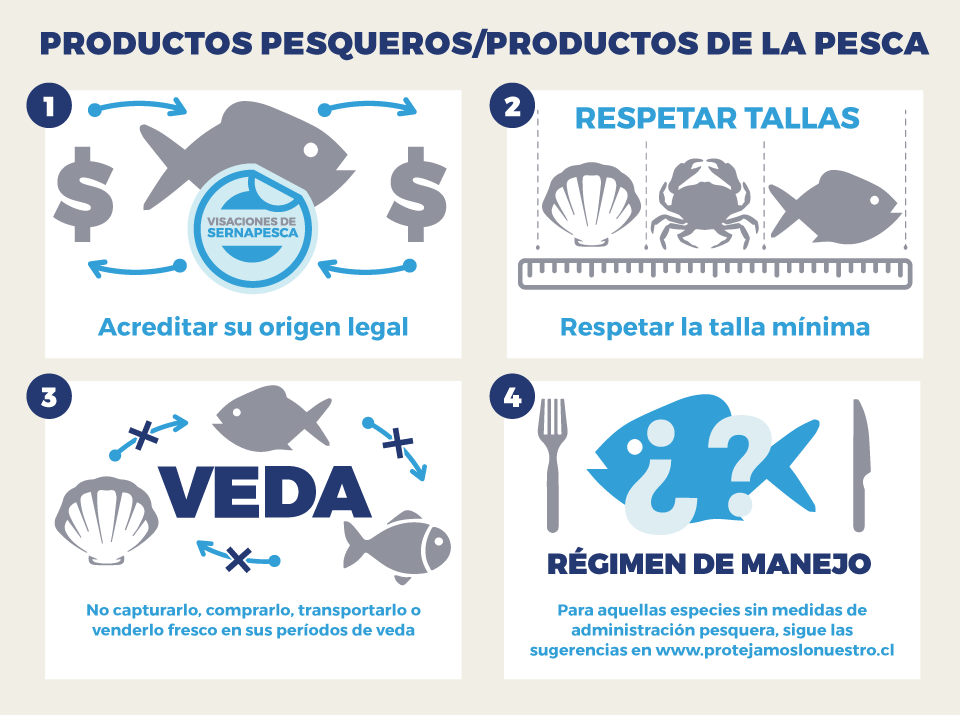 PRODUCTOS PESQUEROS/PRODUCTOS DE LA PESCA
1
$
$
VISACIONES DE
SERNAPESCA
Acreditar su origen legal
2
RESPETAR TALLAS
Respetar la talla mínima
3
VEDA
No capturarlo, comprarlo, transportarlo o
venderlo fresco en sus períodos de veda
4
¿?
RÉGIMEN DE MANEJO
Para aquellas especies sin medidas de
administración pesquera, sigue las
sugerencias en www.protejamoslonuestro.cl